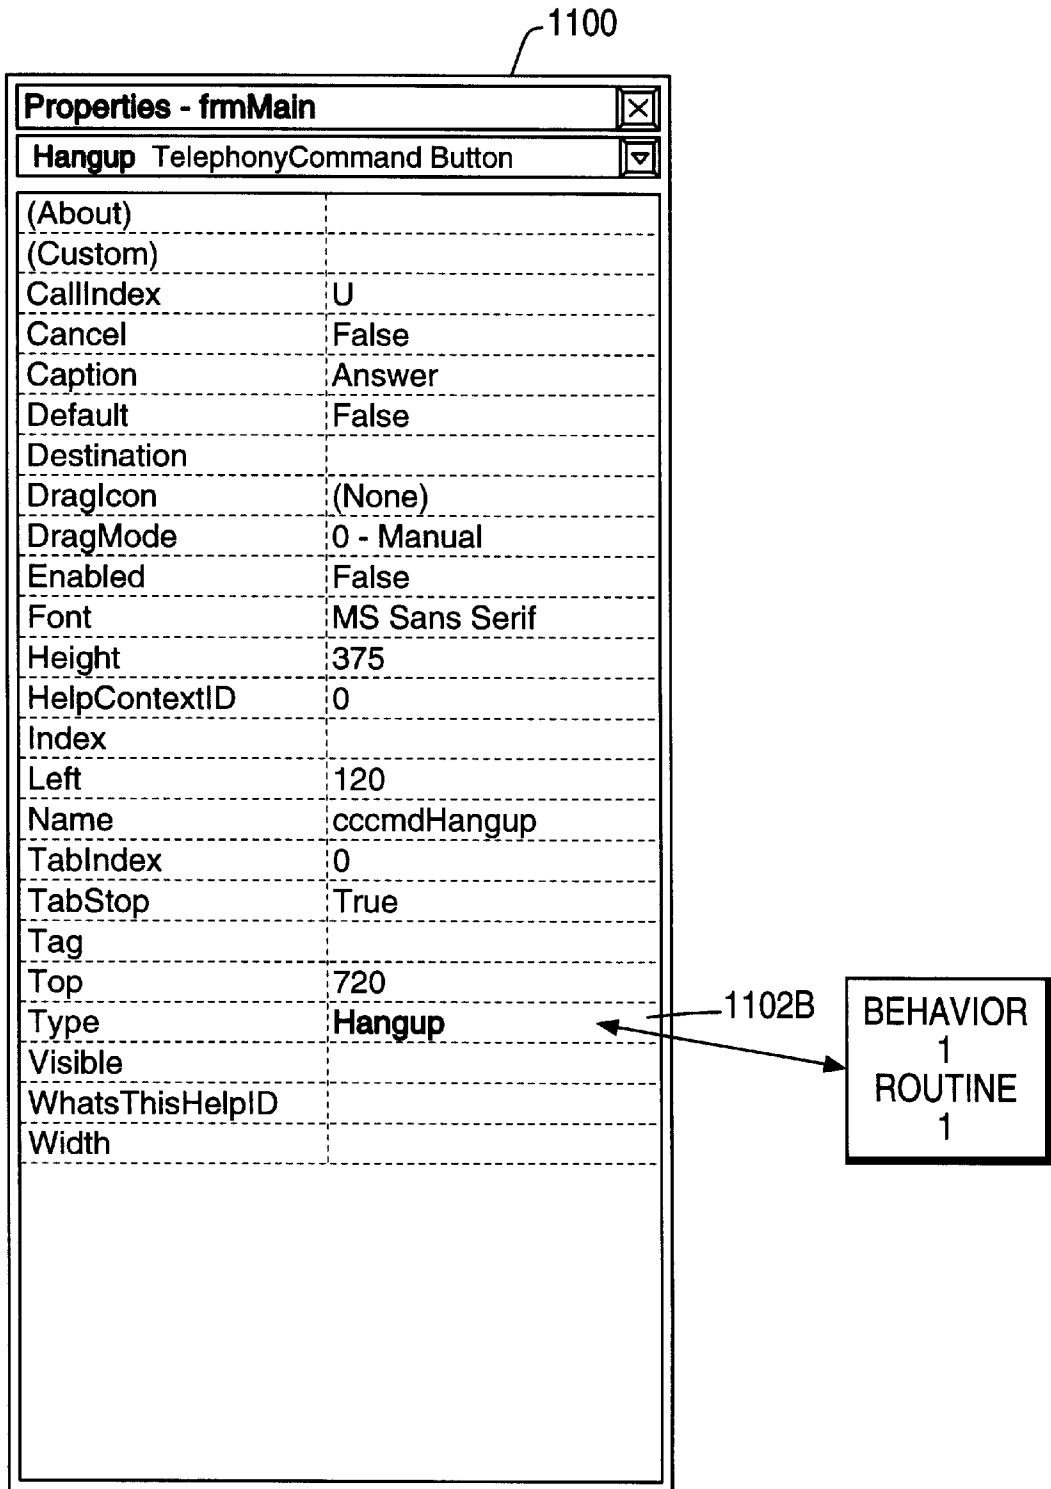 1100
Properties - frmMain
Hangup TelephonyCommand Button
(About)
(Custom)
CallIndex U
Cancel False
Caption Answer
Default False
Destination
DragIcon (None)
DragMode 0 - Manual
Enabled False
Font MS Sans Serif
Height 375
HelpContextID 0
Index
Left 120
Name cccmdHangup
TabIndex 0
TabStop True
Tag
Top 720
Type Hangup
Visible
WhatsThisHelpID
Width
1102B
BEHAVIOR
1
ROUTINE
1